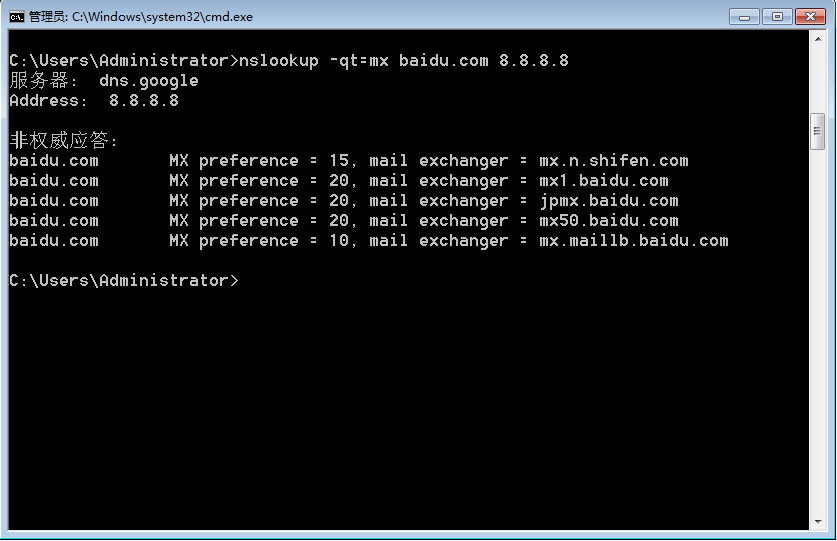 管理员: C:\Windows\system32\cmd.exe
C:\Users\Administrator>nslookup -qt=mx baidu.com 8.8.8.8
服务器:  dns.google
Address:  8.8.8.8
非权威应答:
baidu.com       MX preference = 15, mail exchanger = mx.n.shifen.com
baidu.com       MX preference = 20, mail exchanger = mx1.baidu.com
baidu.com       MX preference = 20, mail exchanger = jpmx.baidu.com
baidu.com       MX preference = 20, mail exchanger = mx50.baidu.com
baidu.com       MX preference = 10, mail exchanger = mx.maillb.baidu.com
C:\Users\Administrator>